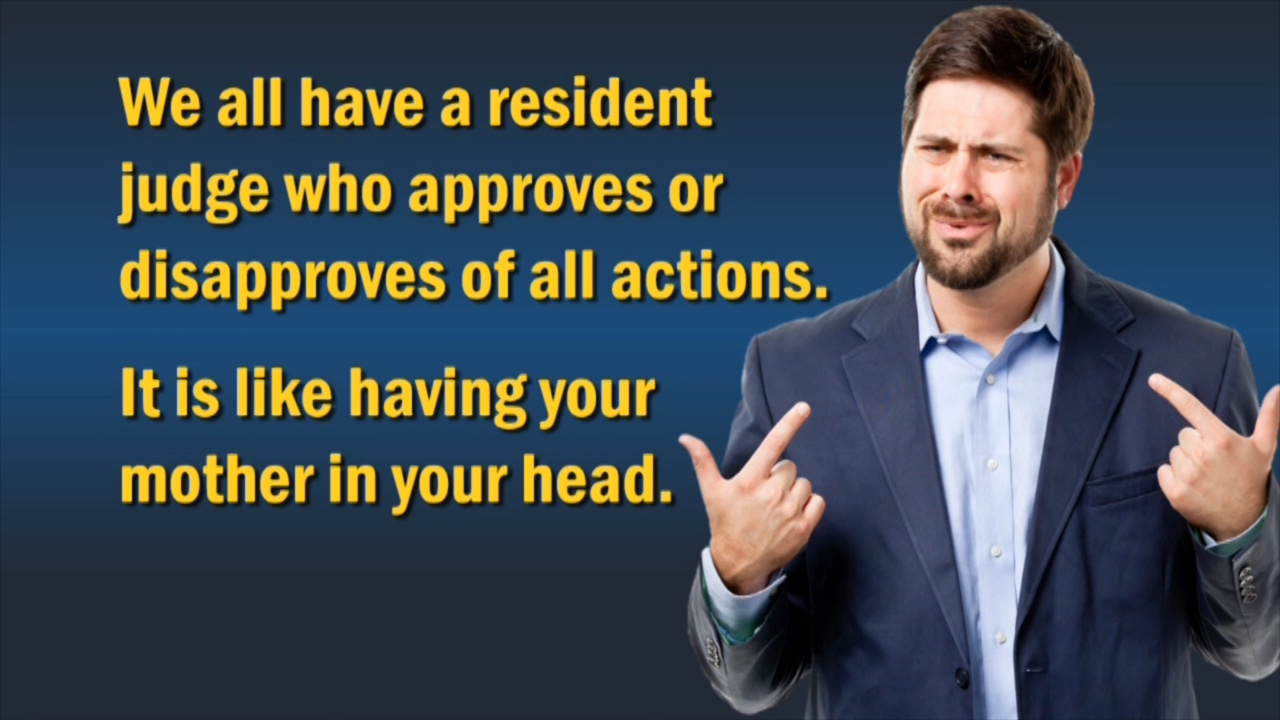 We all have a resident
judge who approves or
disapproves of all actions.
It is like having your
mother in your head.